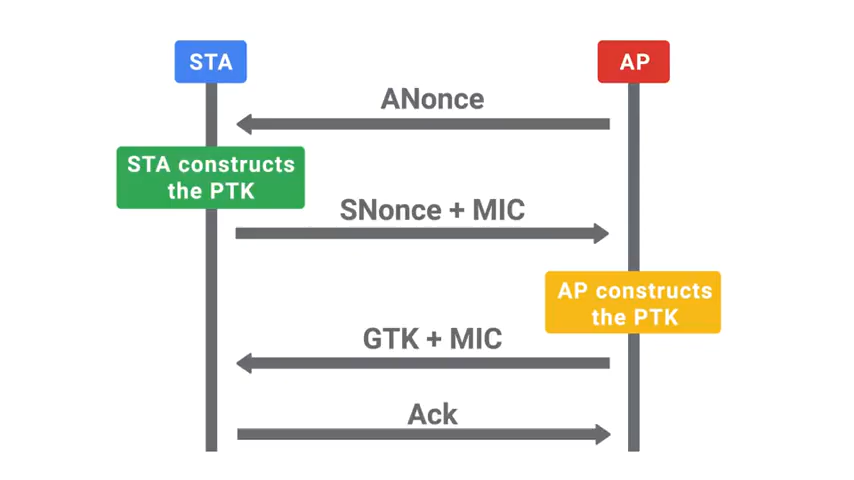 STA
AP
ANonce
STA constructs
the PTK
SNonce + MIC
AP constructs
the PTK
GTK + MIC
Ack